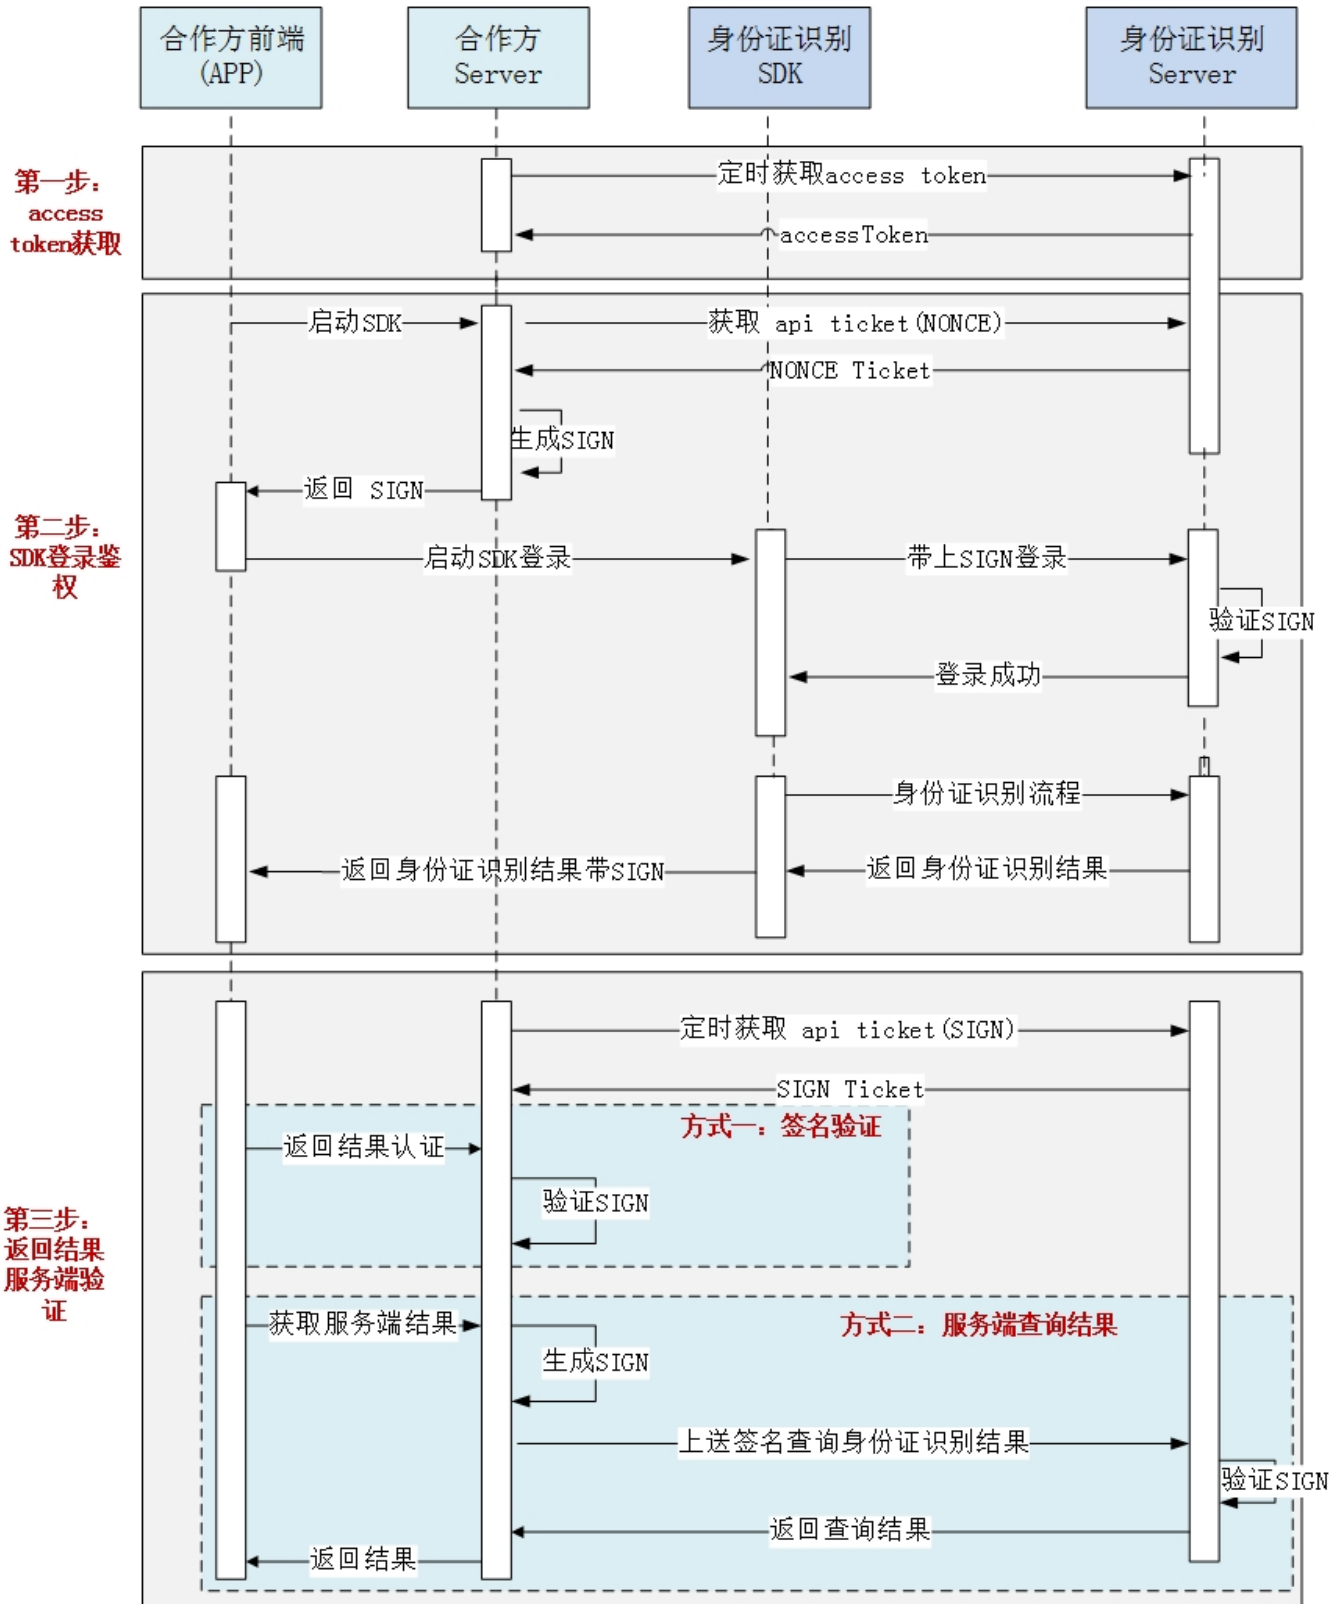 合作方前端
(APP)
合作方
Server
身份证识别
SDK
身份证识别
Server
第一步：
access
token获取
定时获取access token
accessToken
启动SDK
获取 api ticket(NONCE)
NONCE Ticket
生成SIGN
返回 SIGN
第二步：
SDK登录鉴
权
启动SDK登录
带上SIGN登录
验证SIGN
登录成功
身份证识别流程
返回身份证识别结果带SIGN
返回身份证识别结果
定时获取 api ticket(SIGN)
SIGN Ticket
方式一：签名验证
返回结果认证
验证SIGN
第三步：
返回结果
服务端验
证
获取服务端结果
方式二：服务端查询结果
生成SIGN
上送签名查询身份证识别结果
验证SIGN
返回查询结果
返回结果